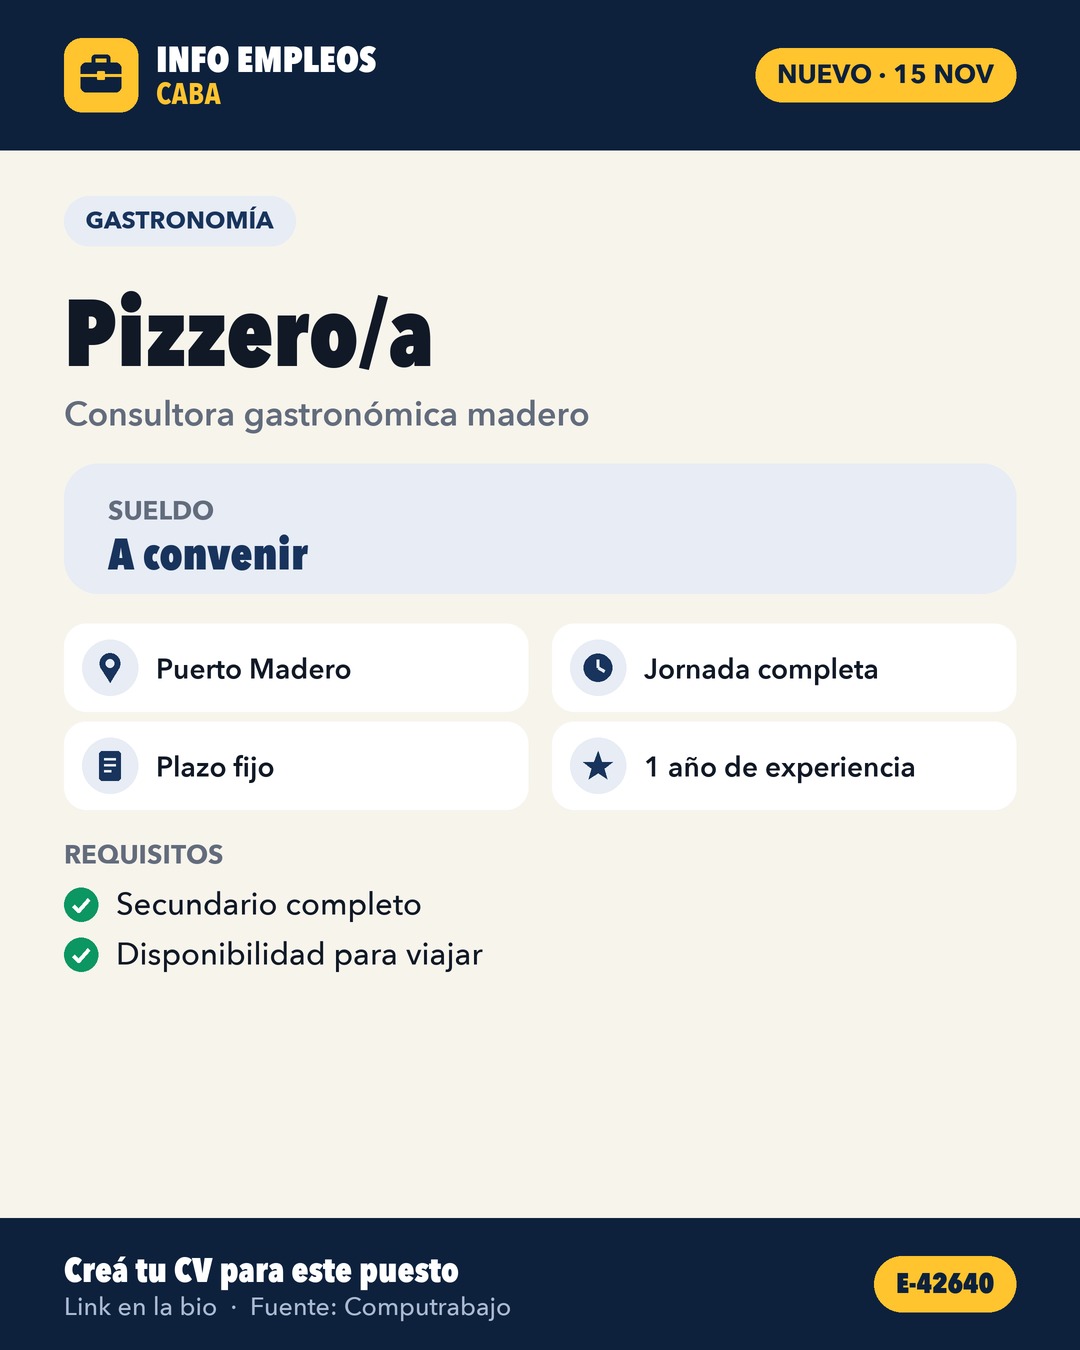 INFO EMPLEOS
CABA
NUEVO · 15 NOV
GASTRONOMÍA
Pizzero/a
Consultora gastronómica madero
SUELDO
A convenir
Puerto Madero
Jornada completa
Plazo fijo
1 año de experiencia
REQUISITOS
Secundario completo
Disponibilidad para viajar
Creá tu CV para este puesto
Link en la bio · Fuente: Computrabajo
E-42640